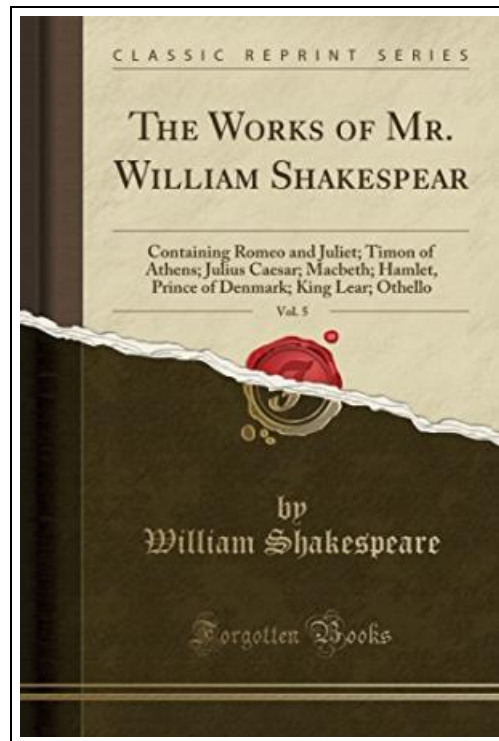 CLASSIC REPRINT SERIES
THE WORKS OF MR.
WILLIAM SHAKESPEAR
Containing Romeo and Juliet; Timon of
Athens; Julius Caesar; Macbeth; Hamlet,
Prince of Denmark; King Lear; Othello
Vol. 5
by
William Shakespeare
Forgotten Books